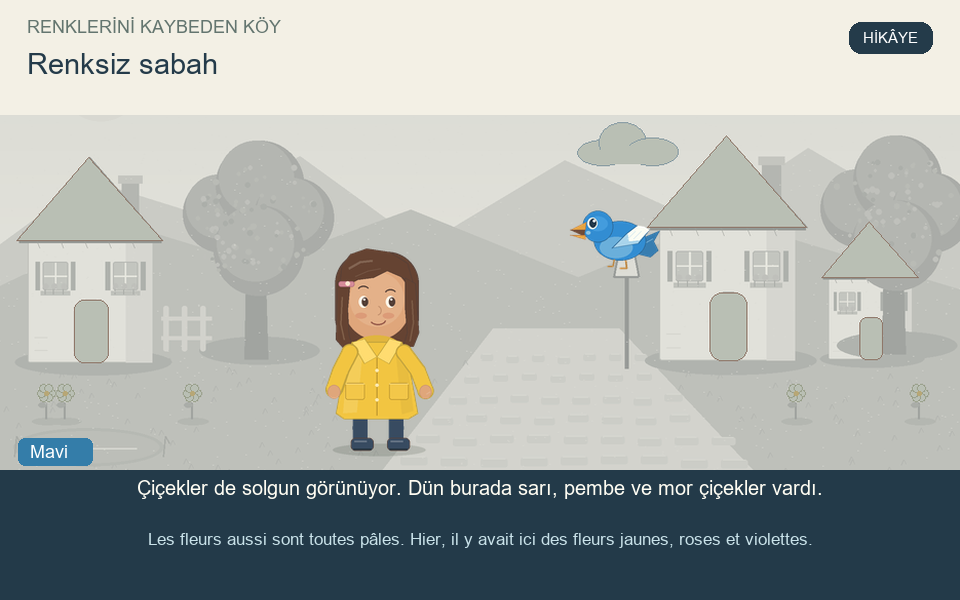 RENKLERİNİ KAYBEDEN KÖY
HİKÂYE
Renksiz sabah
Mavi
Çiçekler de solgun görünüyor. Dün burada sarı, pembe ve mor çiçekler vardı.
Les fleurs aussi sont toutes pâles. Hier, il y avait ici des fleurs jaunes, roses et violettes.